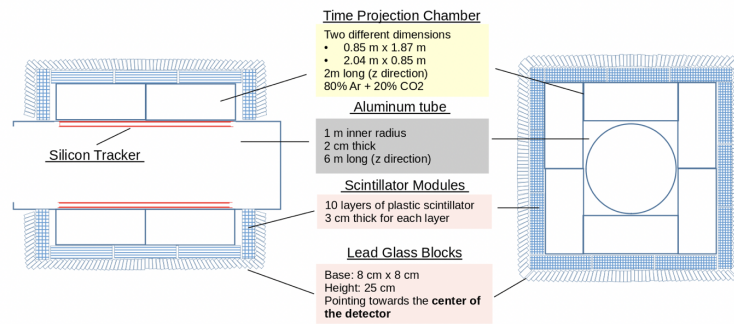 Time Projection Chamber
Two different dimensions
• 0.85 m x 1.87 m
• 2.04 m x 0.85 m
2m long (z direction)
80% Ar + 20% CO2
Aluminum tube
1 m inner radius
2 cm thick
6 m long (z direction)
Silicon Tracker
Scintillator Modules
10 layers of plastic scintillator
3 cm thick for each layer
Lead Glass Blocks
Base: 8 cm x 8 cm
Height: 25 cm
Pointing towards the center of
the detector